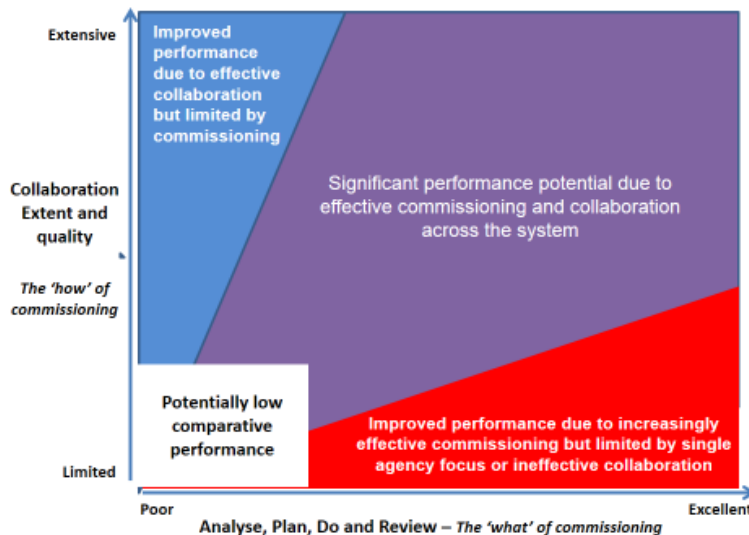 Extensive
Improved
performance
due to effective
collaboration
but limited by
commissioning
Collaboration
Extent and
quality
The ‘how’ of
commissioning
Significant performance potential due to
effective commissioning and collaboration
across the system
Potentially low
comparative
performance
Improved performance due to increasingly
effective commissioning but limited by single
agency focus or ineffective collaboration
Limited
Poor
Excellent
Analyse, Plan, Do and Review – The ‘what’ of commissioning